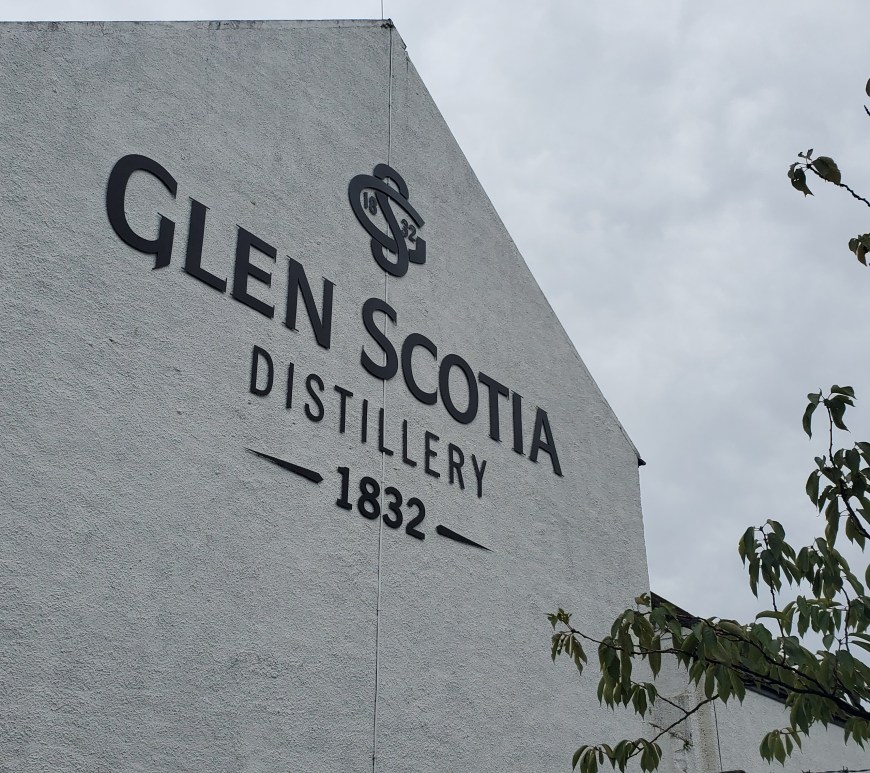 18 32
GLEN SCOTIA
DISTILLERY
1832